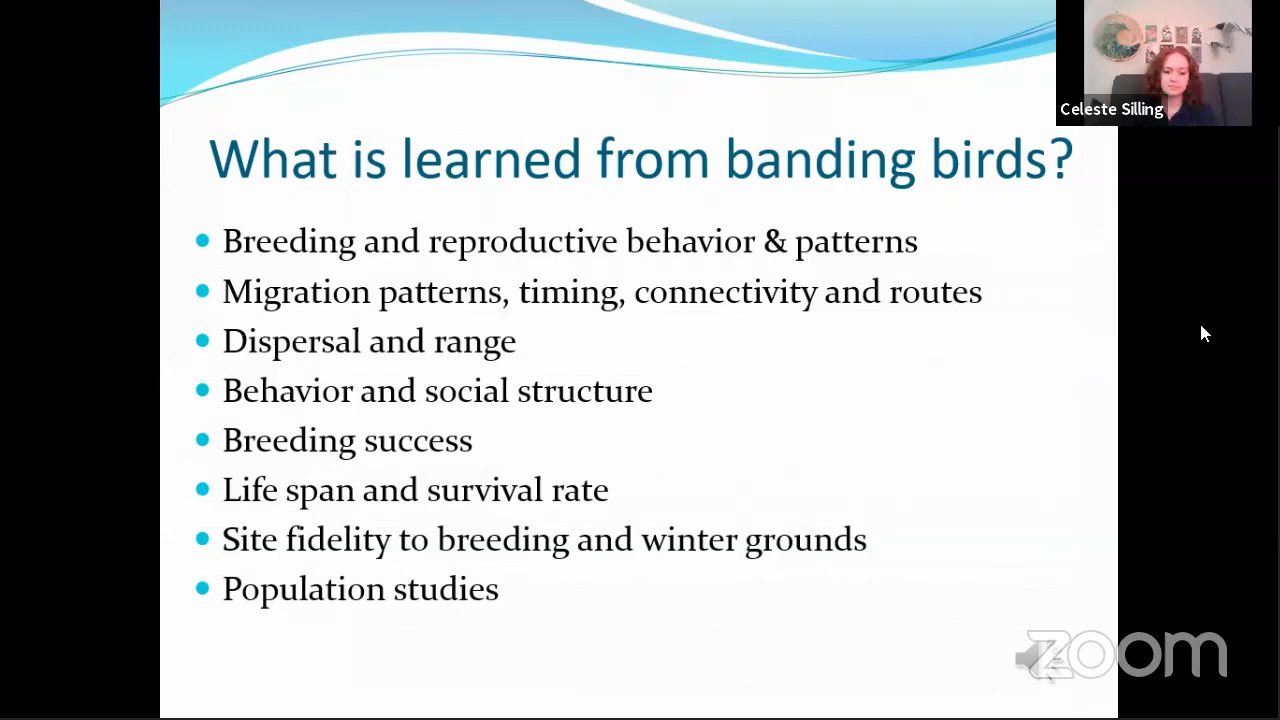 Celeste Silling
What is learned from banding birds?
Breeding and reproductive behavior & patterns
Migration patterns, timing, connectivity and routes
Dispersal and range
Behavior and social structure
Breeding success
Life span and survival rate
Site fidelity to breeding and winter grounds
Population studies
zoom